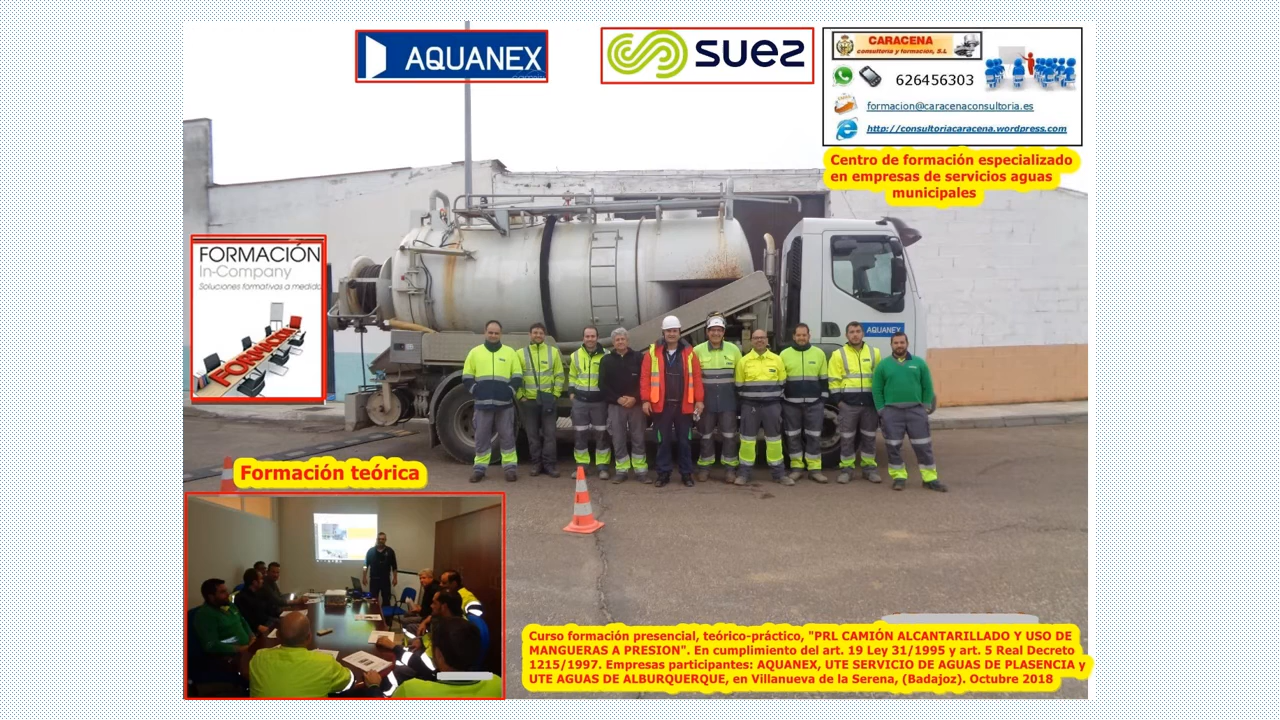 AQUANEX
suez
CARACENA
consultoría y formación, S.L
626456303
formacion@caracenaconsultoria.es
http://consultoriacaracena.wordpress.com
Centro de formación especializado
en empresas de servicios aguas
municipales
FORMACIÓN
In-Company
Soluciones formativas a medida
FORMACIÓN
AQUANEX
Formación teórica
Curso formación presencial, teórico-práctico, "PRL CAMIÓN ALCANTARILLADO Y USO DE
MANGUERAS A PRESION". En cumplimiento del art. 19 Ley 31/1995 y art. 5 Real Decreto
1215/1997. Empresas participantes: AQUANEX, UTE SERVICIO DE AGUAS DE PLASENCIA y
UTE AGUAS DE ALBURQUERQUE, en Villanueva de la Serena, (Badajoz). Octubre 2018